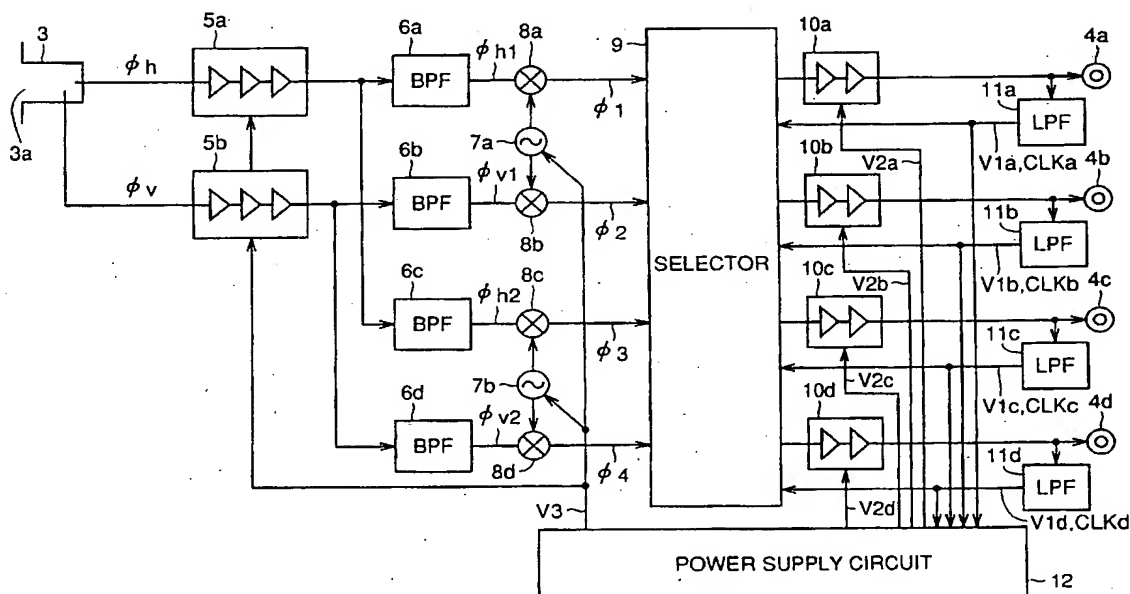 3
φh
3a
φv
5a
5b
6a
BPF
φh1
8a
7a
φ1
6b
BPF
φv1
8b
φ2
6c
BPF
φh2
8c
φ3
7b
6d
BPF
φv2
8d
φ4
V3
9
SELECTOR
10a
4a
11a
LPF
V1a,CLKa
V2a
10b
4b
11b
LPF
V1b,CLKb
V2b
10c
4c
11c
LPF
V1c,CLKc
V2c
10d
4d
11d
LPF
V1d,CLKd
V2d
POWER SUPPLY CIRCUIT
12